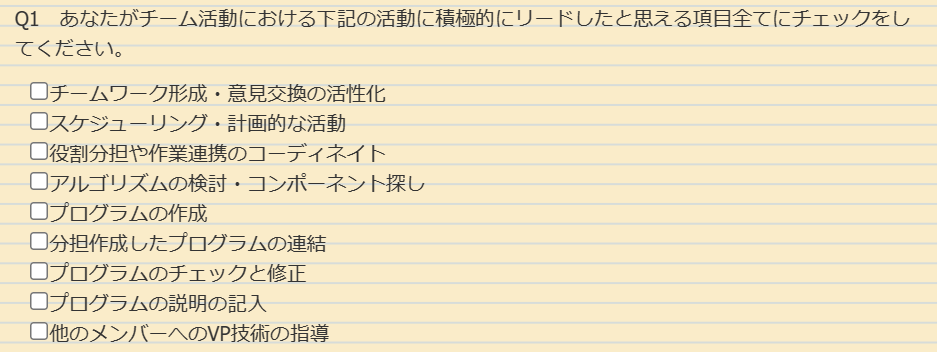 Q1　あなたがチーム活動における下記の活動に積極的にリードしたと思える項目全てにチェックをし
てください。
チームワーク形成・意見交換の活性化
スケジューリング・計画的な活動
役割分担や作業連携のコーディネイト
アルゴリズムの検討・コンポーネント探し
プログラムの作成
分担作成したプログラムの連結
プログラムのチェックと修正
プログラムの説明の記入
他のメンバーへのVP技術の指導